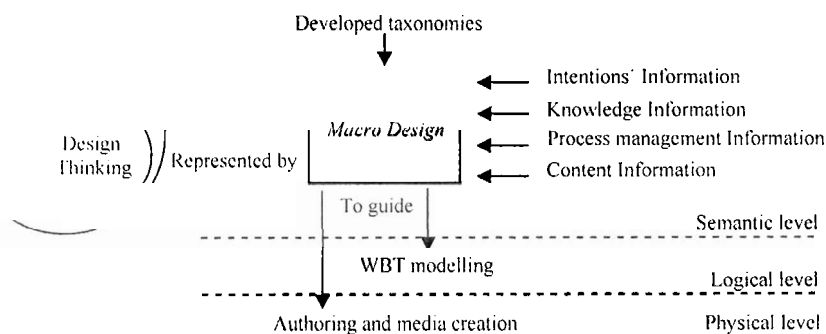 Developed taxonomies
Intentions' Information
Knowledge Information
Macro Design
Process management Information
Design
Thinking
Represented by
Content Information
To guide
Semantic level
WBT modelling
Logical level
Authoring and media creation
Physical level